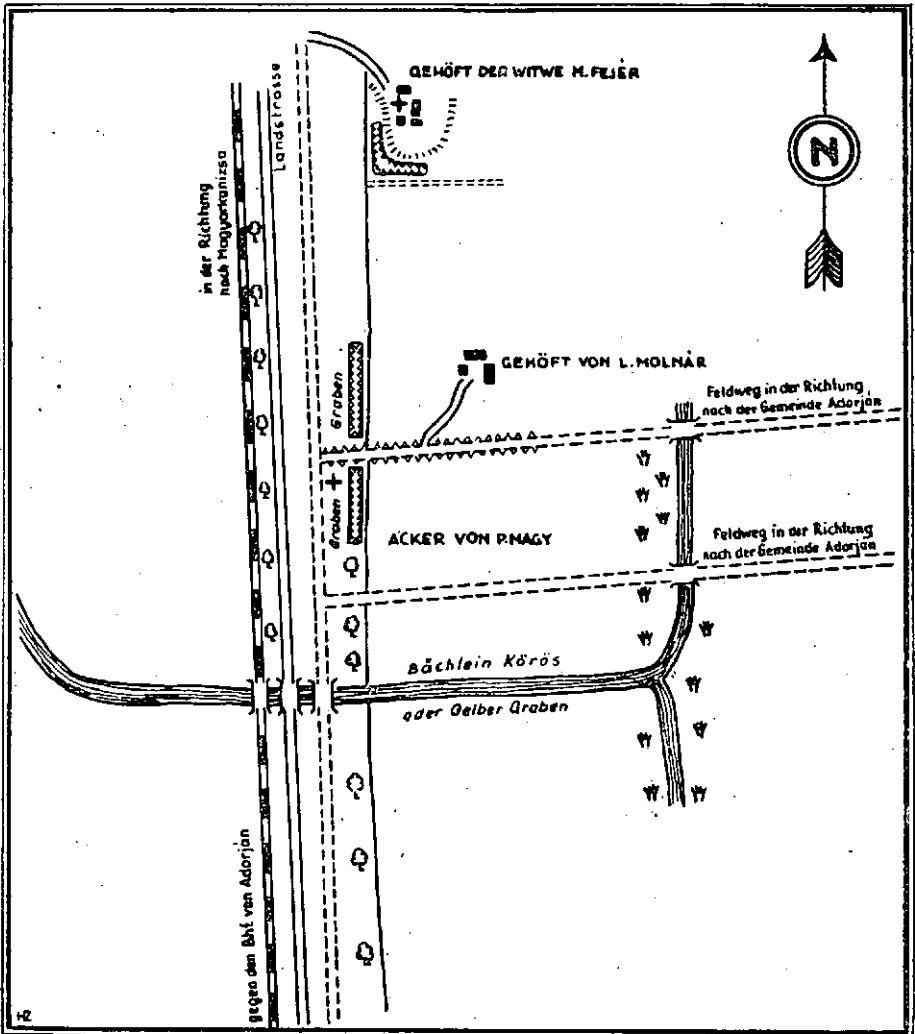 GEHÖFT DER WITWE M. FEJÉR
Landstrasse
in der Richtung
nach Magyarkanizsa
N
GEHÖFT VON L. MOLNÁR
Feldweg in der Richtung
nach der Gemeinde Adorján
Graben
Graben
ÄCKER VON P. NAGY
Feldweg in der Richtung
nach der Gemeinde Adorján
Bächlein Körös
oder Gelber Graben
gegen den Bhf. von Adorján
HZ